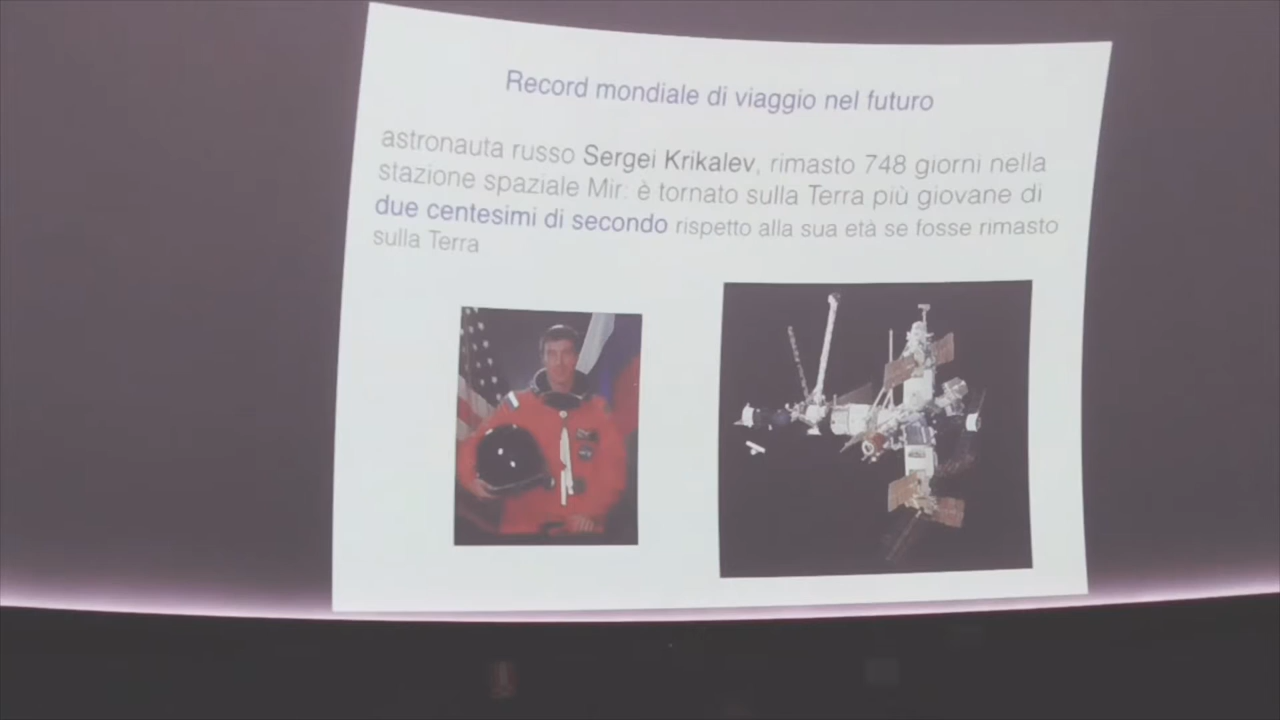 Record mondiale di viaggio nel futuro
astronauta russo Sergei Krikalev, rimasto 748 giorni nella
stazione spaziale Mir: è tornato sulla Terra più giovane di
due centesimi di secondo rispetto alla sua età se fosse rimasto
sulla Terra